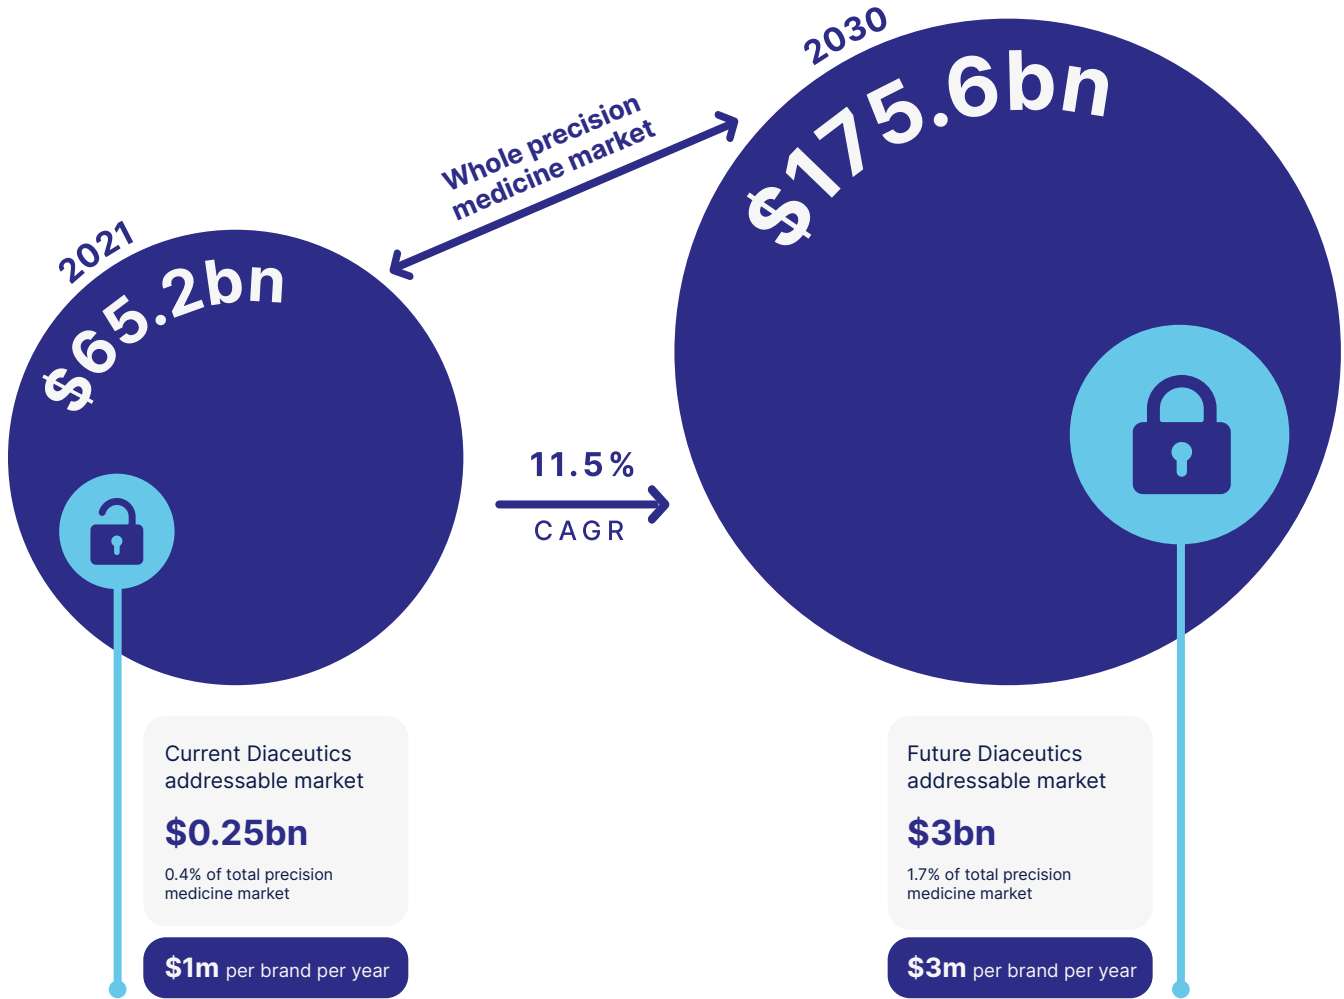 2021
$65.2bn
Whole precision
medicine market
2030
$175.6bn
11.5%
CAGR
Current Diaceutics
addressable market
$0.25bn
0.4% of total precision
medicine market
$1m per brand per year
Future Diaceutics
addressable market
$3bn
1.7% of total precision
medicine market
$3m per brand per year